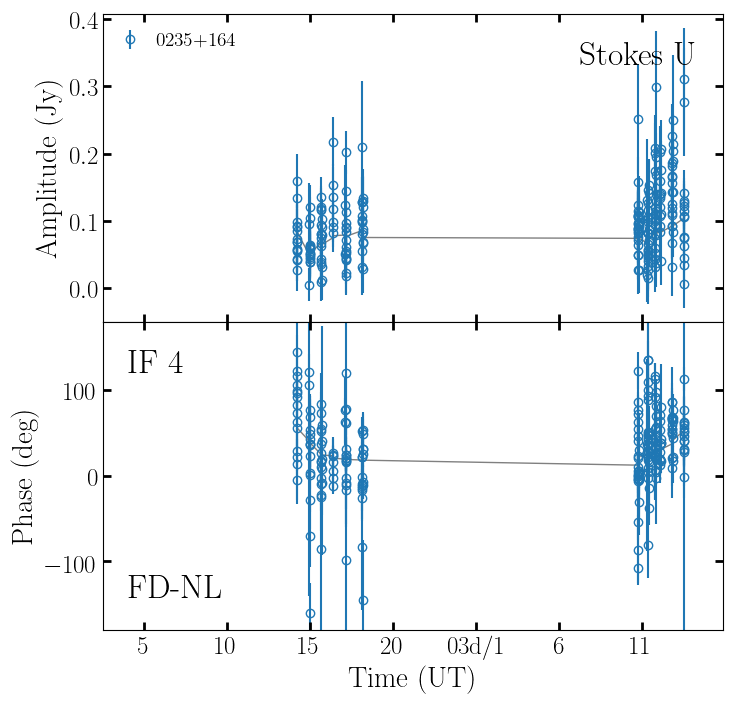 0.4
0235+164
Stokes U
0.3
Amplitude (Jy)
0.2
0.1
0.0
IF 4
100
Phase (deg)
0
−100
FD-NL
5 10 15 20 03d/1 6 11
Time (UT)